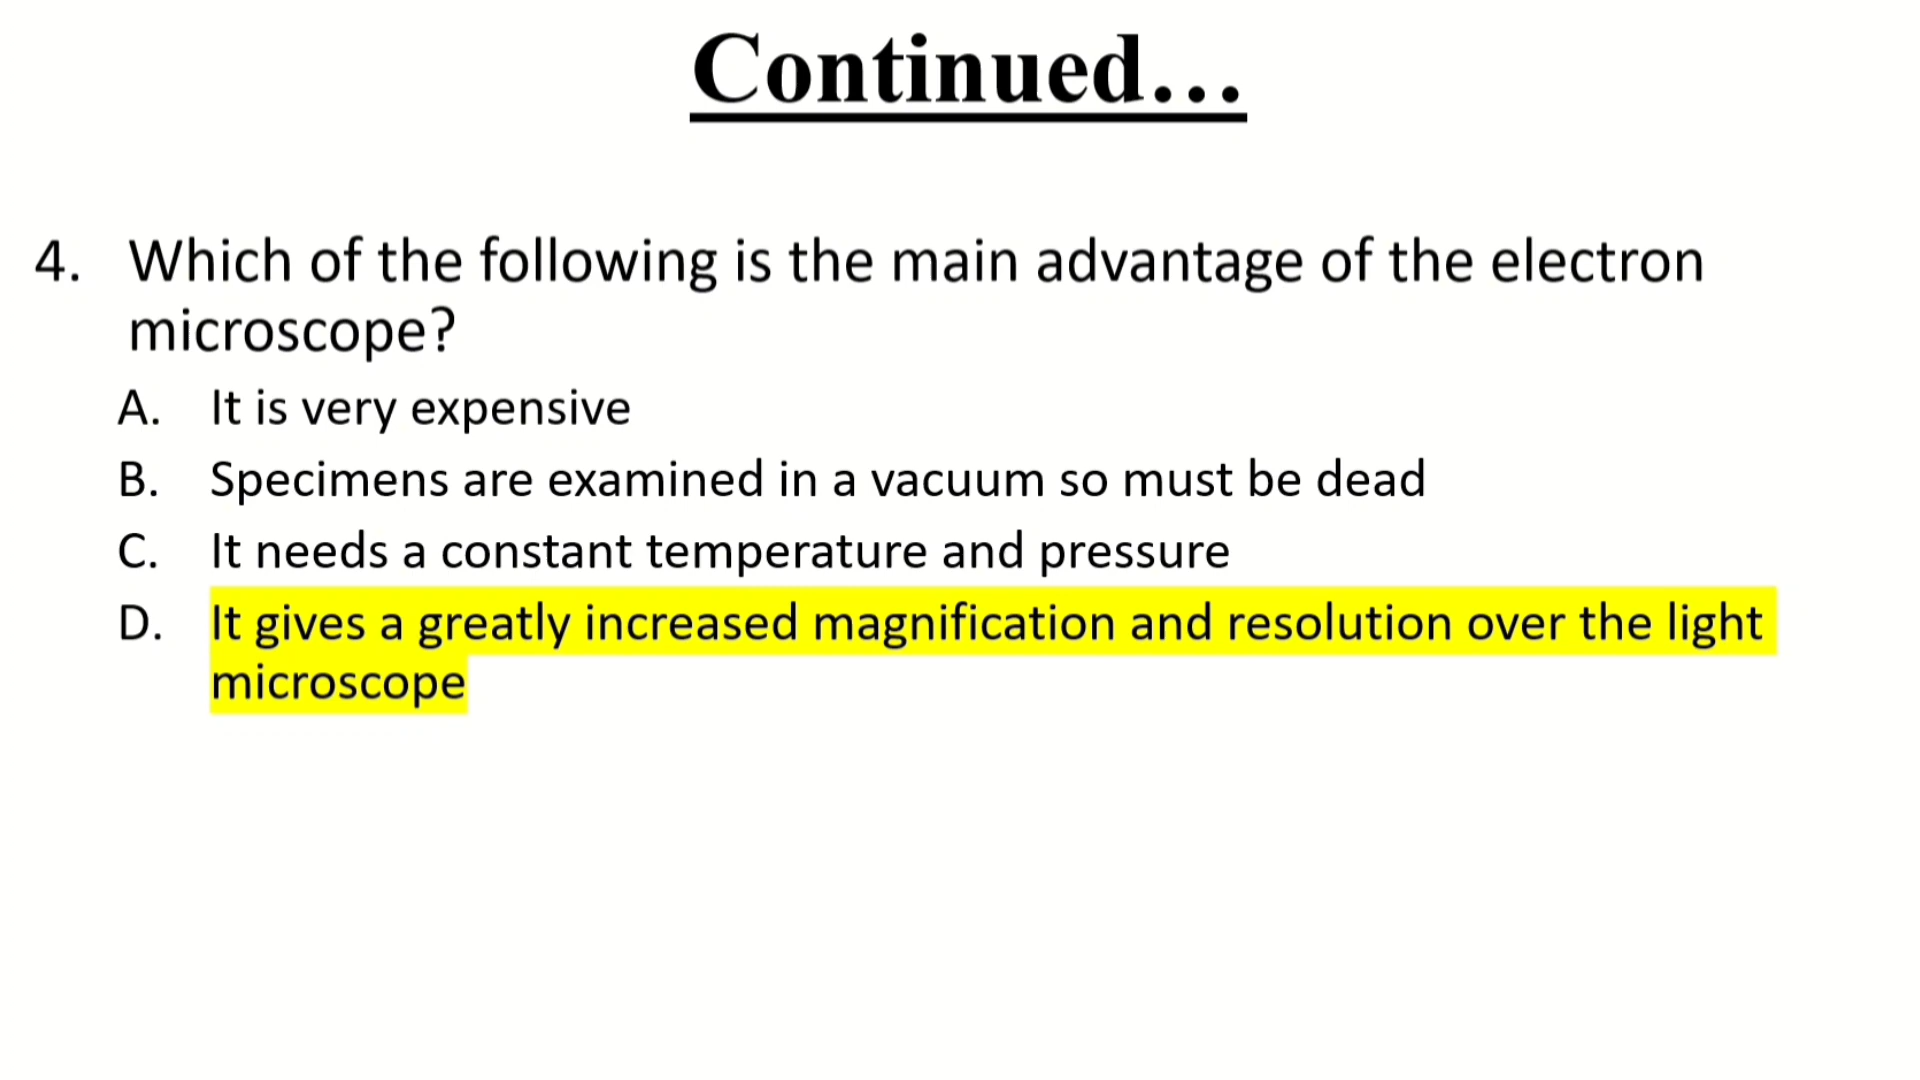 Continued...
4. Which of the following is the main advantage of the electron
microscope?
A. It is very expensive
B. Specimens are examined in a vacuum so must be dead
C. It needs a constant temperature and pressure
D. It gives a greatly increased magnification and resolution over the light
microscope